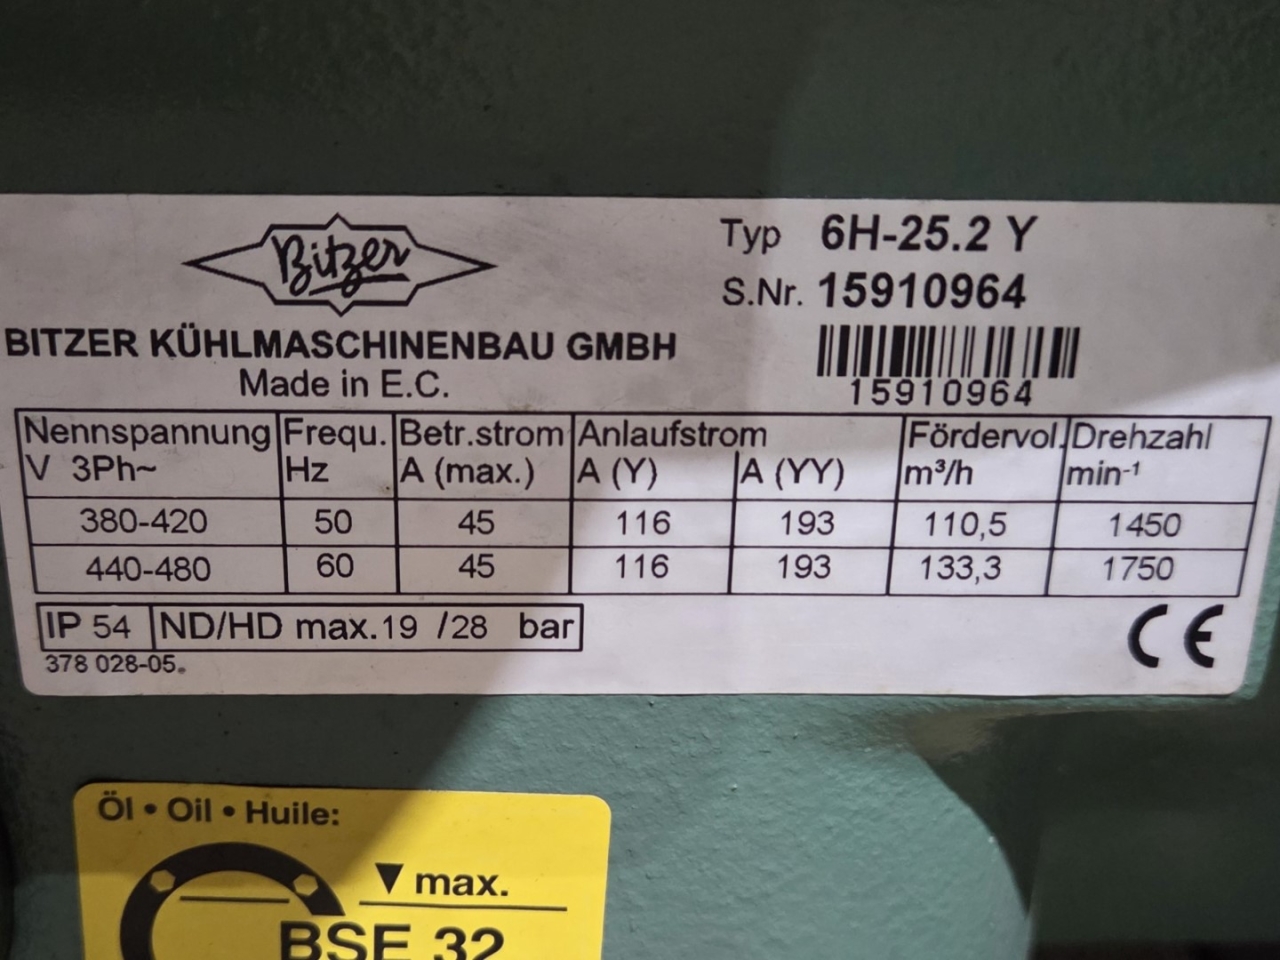 Bitzer
BITZER KÜHLMASCHINENBAU GMBH
Made in E.C.
Typ 6H-25.2 Y
S.Nr. 15910964
15910964
Nennspannung Frequ. Betr.strom Anlaufstrom Fördervol. Drehzahl
V 3Ph~ Hz A (max.) A (Y) A (YY) m³/h min-1
380-420 50 45 116 193 110,5 1450
440-480 60 45 116 193 133,3 1750
IP 54 ND/HD max.19 /28 bar
378 028-05.
CE
Öl • Oil • Huile:
▼ max.
BSE 32